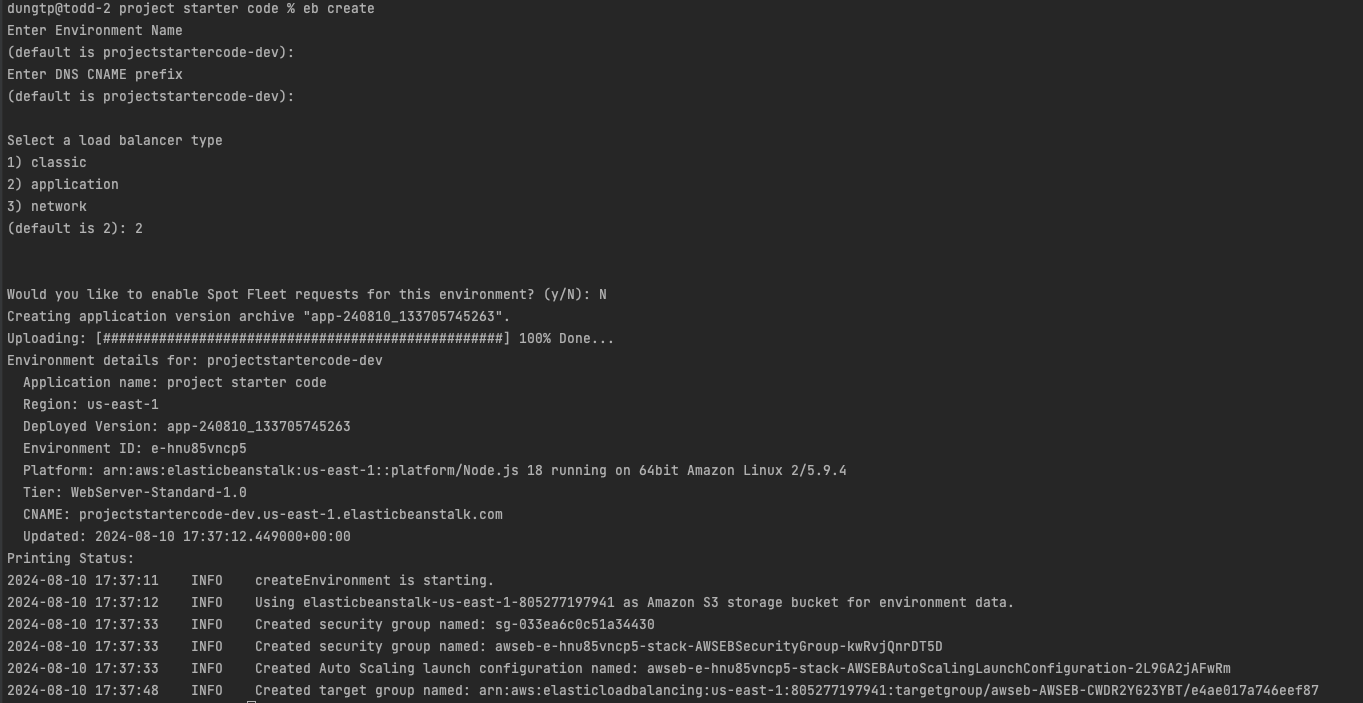 dungtp@todd-2 project starter code % eb create
Enter Environment Name
(default is projectstartercode-dev):
Enter DNS CNAME prefix
(default is projectstartercode-dev):
Select a load balancer type
1) classic
2) application
3) network
(default is 2): 2
Would you like to enable Spot Fleet requests for this environment? (y/N): N
Creating application version archive "app-240810_133705745263".
Uploading: [##################################################] 100% Done...
Environment details for: projectstartercode-dev
  Application name: project starter code
  Region: us-east-1
  Deployed Version: app-240810_133705745263
  Environment ID: e-hnu85vncp5
  Platform: arn:aws:elasticbeanstalk:us-east-1::platform/Node.js 18 running on 64bit Amazon Linux 2/5.9.4
  Tier: WebServer-Standard-1.0
  CNAME: projectstartercode-dev.us-east-1.elasticbeanstalk.com
  Updated: 2024-08-10 17:37:12.449000+00:00
Printing Status:
2024-08-10 17:37:11    INFO    createEnvironment is starting.
2024-08-10 17:37:12    INFO    Using elasticbeanstalk-us-east-1-805277197941 as Amazon S3 storage bucket for environment data.
2024-08-10 17:37:33    INFO    Created security group named: sg-033ea6c0c51a34430
2024-08-10 17:37:33    INFO    Created security group named: awseb-e-hnu85vncp5-stack-AWSEBSecurityGroup-kwRvjQnrDT5D
2024-08-10 17:37:33    INFO    Created Auto Scaling launch configuration named: awseb-e-hnu85vncp5-stack-AWSEBAutoScalingLaunchConfiguration-2L9GA2jAFwRm
2024-08-10 17:37:48    INFO    Created target group named: arn:aws:elasticloadbalancing:us-east-1:805277197941:targetgroup/awseb-AWSEB-CWDR2YG23YBT/e4ae017a746eef87